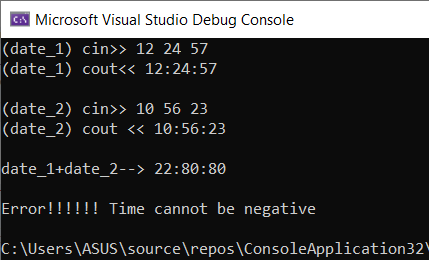 Microsoft Visual Studio Debug Console
(date_1) cin>> 12 24 57
(date_1) cout<< 12:24:57
(date_2) cin>> 10 56 23
(date_2) cout << 10:56:23
date_1+date_2--> 22:80:80
Error!!!!!! Time cannot be negative
C:\Users\ASUS\source\repos\ConsoleApplication32\